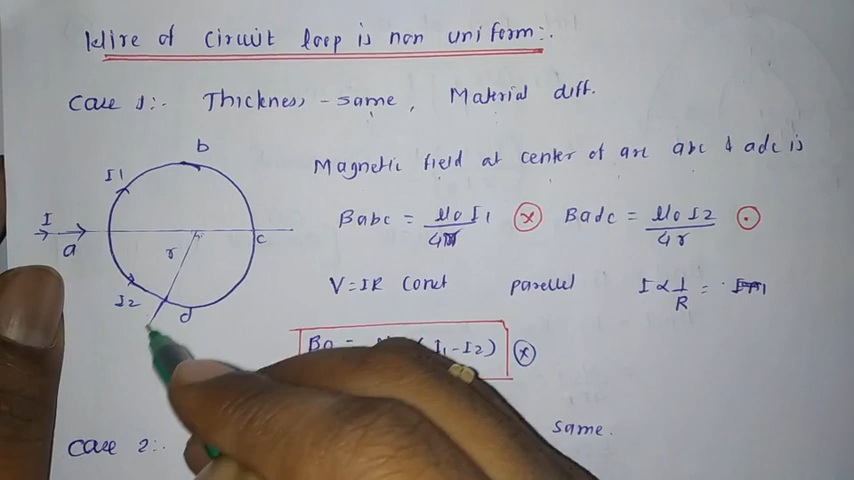 Wire of circuit loop is non uniform:.
Case 1:. Thickness - same, Material diff.
b
I1
I
a
r
c
I2
d
Magnetic field at center of arc abc & adc is
Babc = μ0 I1 / 4r ⊗ Badc = μ0 I2 / 4r ⊙
V=IR Const parallel I ∝ 1/R =
B0 = ( I1 - I2) ⊗
Case 2:. same.